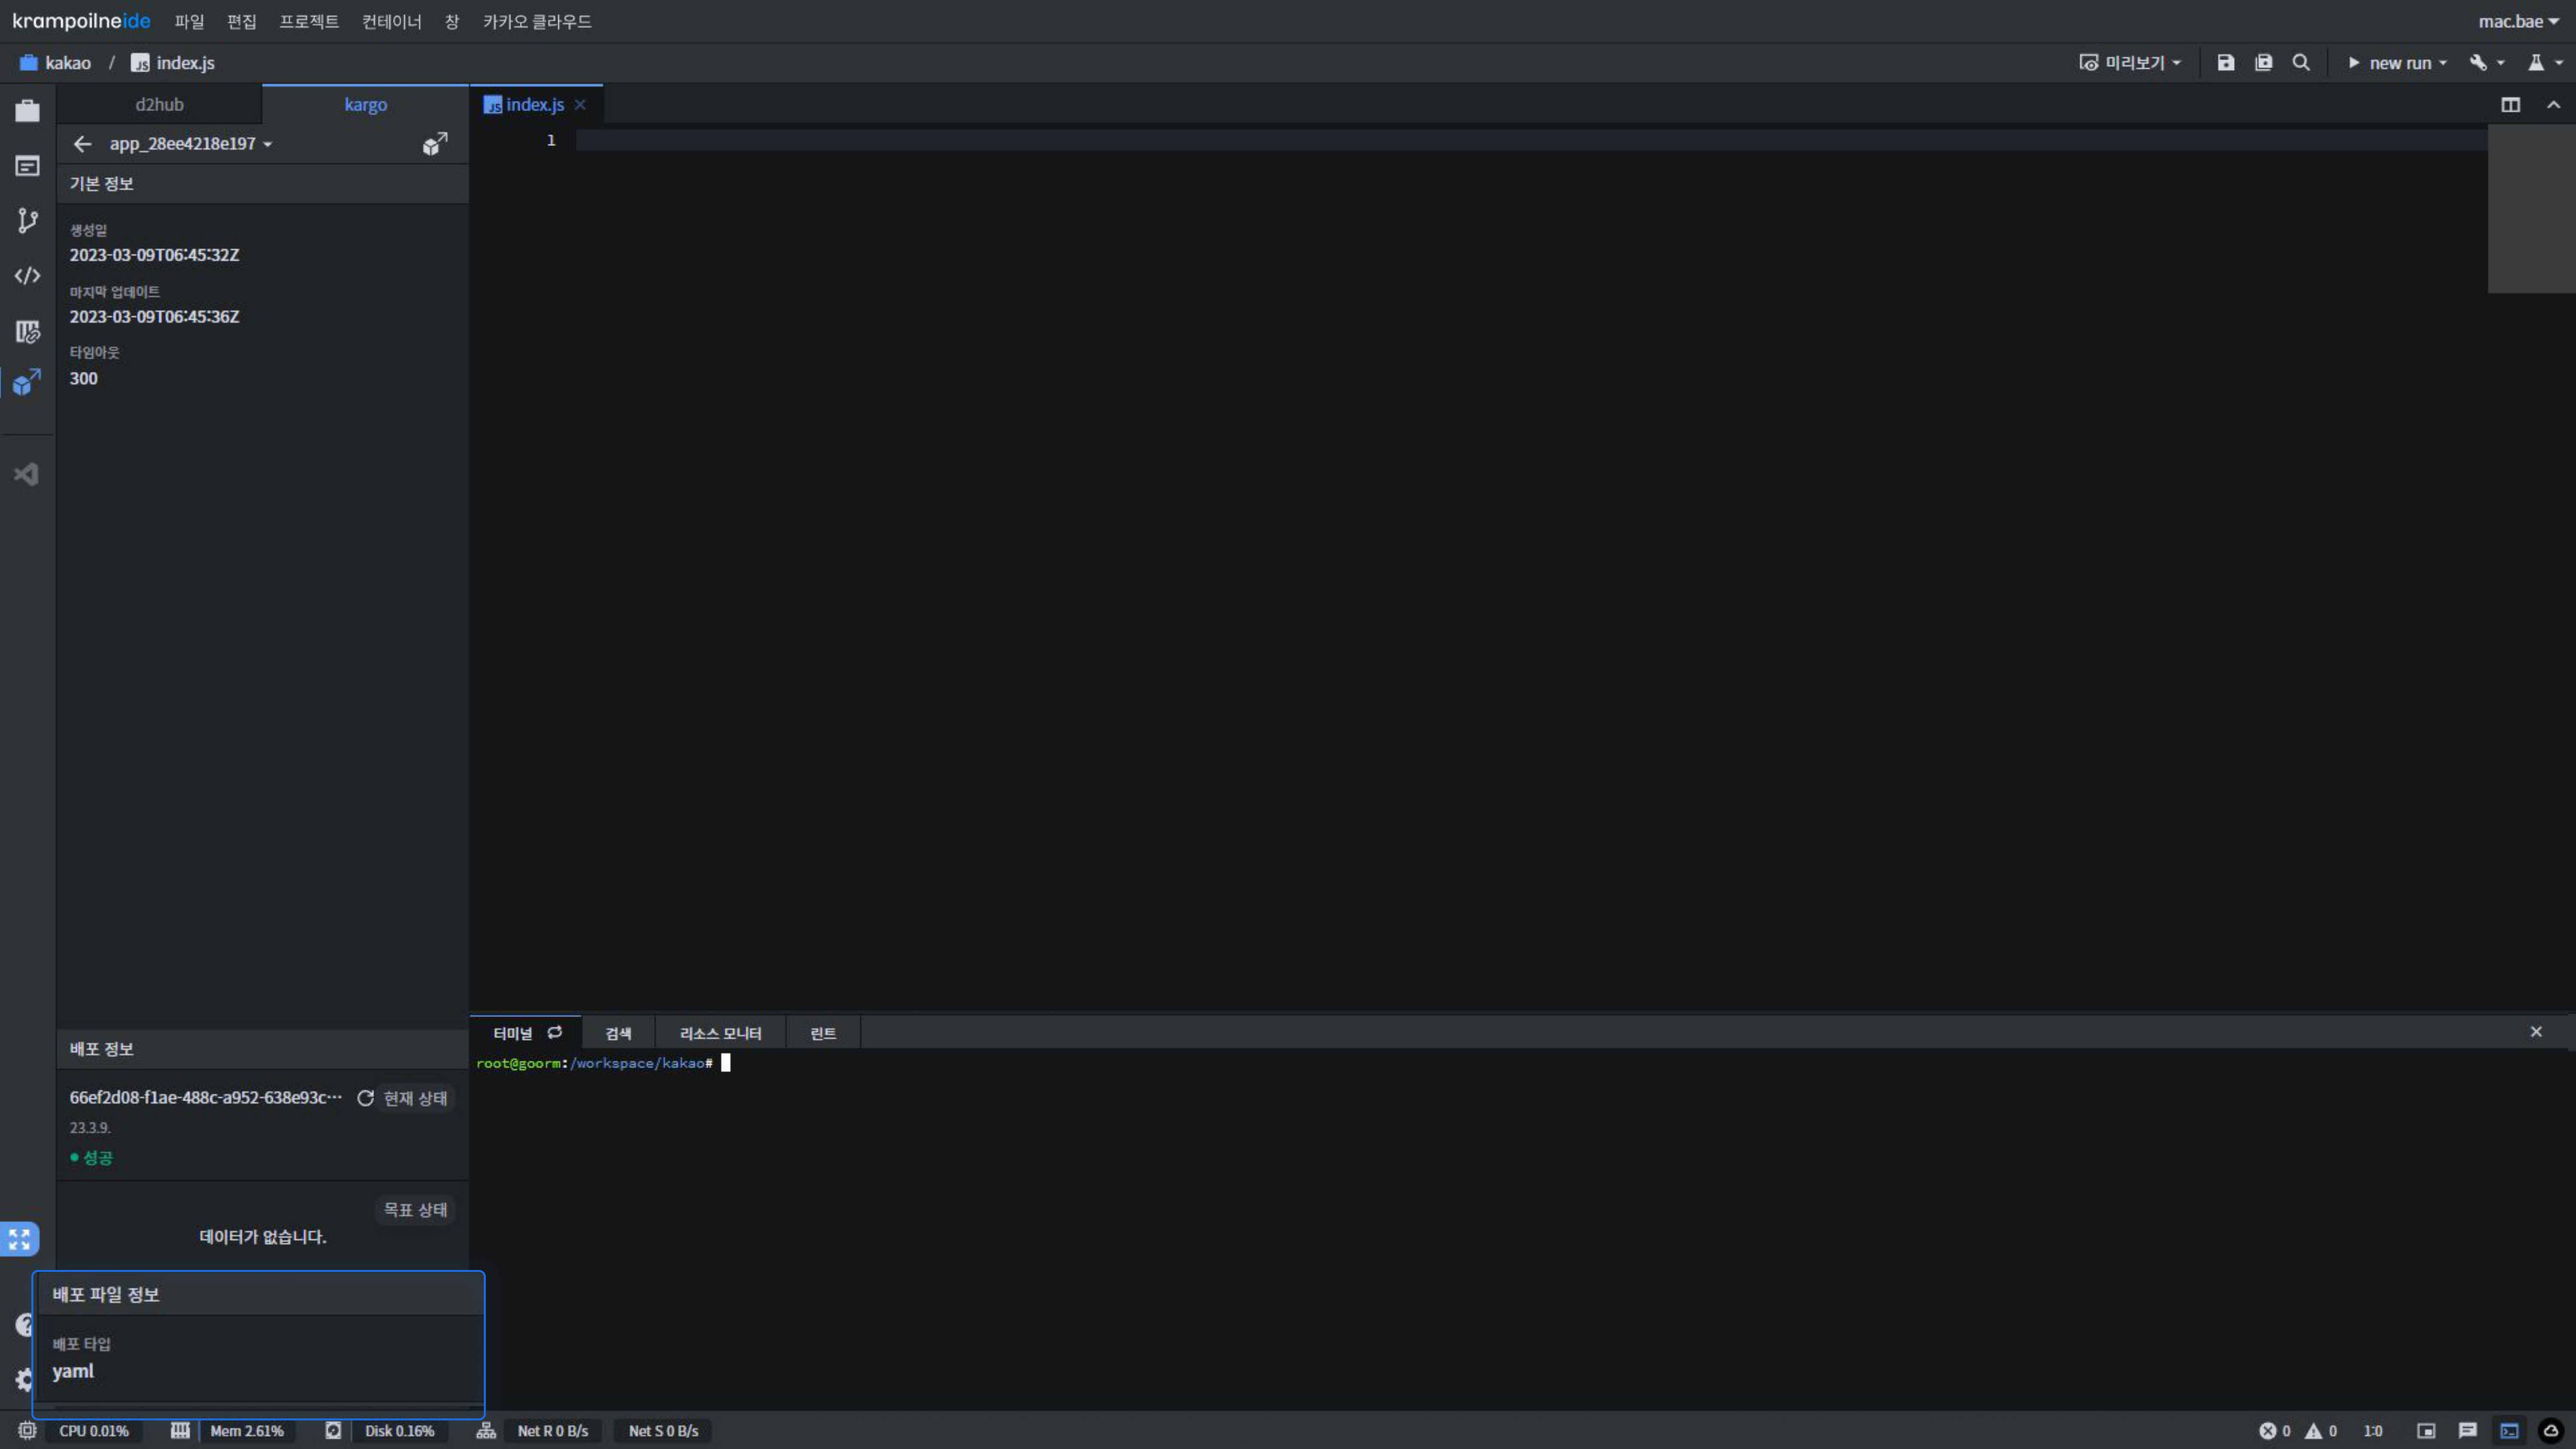 krampoilneide 파일 편집 프로젝트 컨테이너 창 카카오 클라우드 mac.bae
kakao / JS index.js 미리보기 new run
d2hub kargo JS index.js
app_28ee4218e197
1
기본 정보
생성일
2023-03-09T06:45:32Z
마지막 업데이트
2023-03-09T06:45:36Z
타임아웃
300
터미널 검색 리소스 모니터 린트
root@goorm:/workspace/kakao#
배포 정보
66ef2d08-f1ae-488c-a952-638e93c··· 현재 상태
23.3.9.
성공
목표 상태
데이터가 없습니다.
배포 파일 정보
배포 타입
yaml
CPU 0.01% Mem 2.61% Disk 0.16% Net R 0 B/s Net S 0 B/s 0 0 1:0